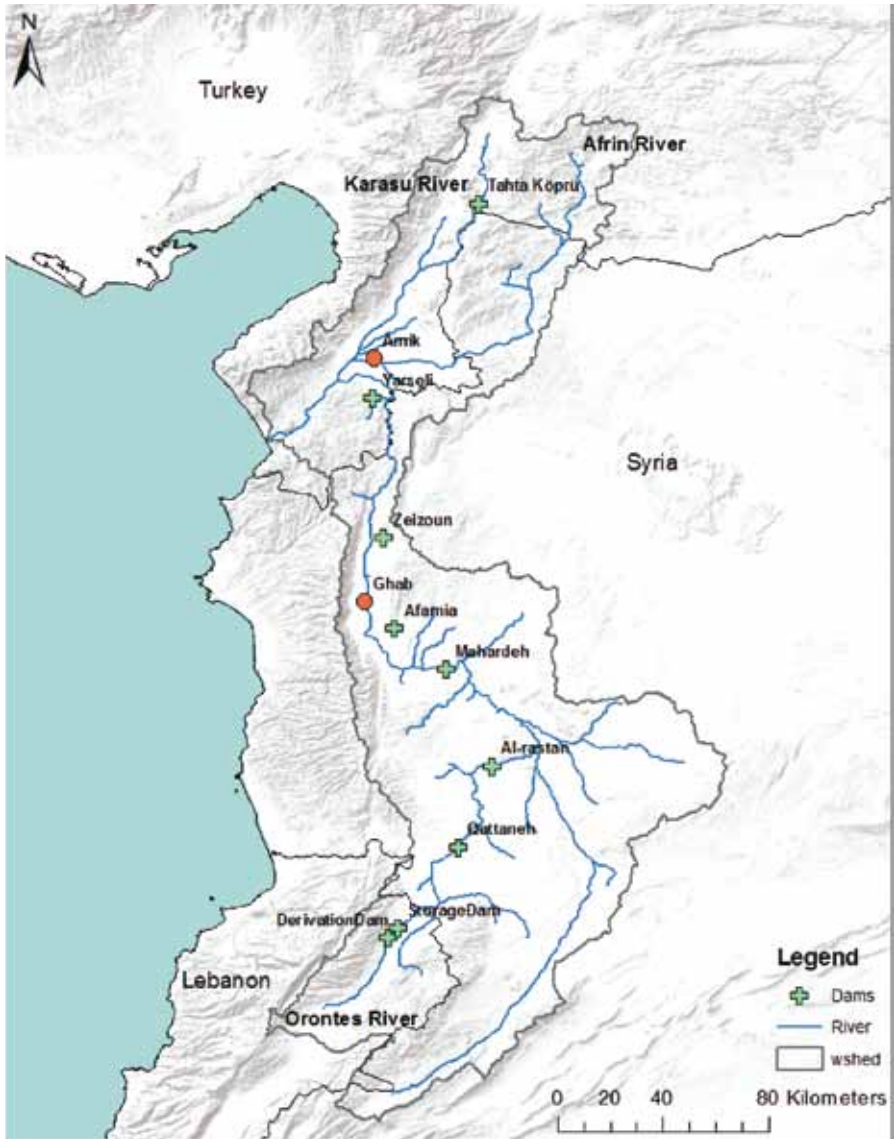 N
Turkey
Afrin River
Karasu River
Tahta Köpru
Amik
Yarseli
Syria
Zeizoun
Ghab
Afamia
Mahardeh
Al-rastan
Qattaneh
StorageDam
DerivationDam
Lebanon
Orontes River
Legend
Dams
River
wshed
0 20 40 80 Kilometers